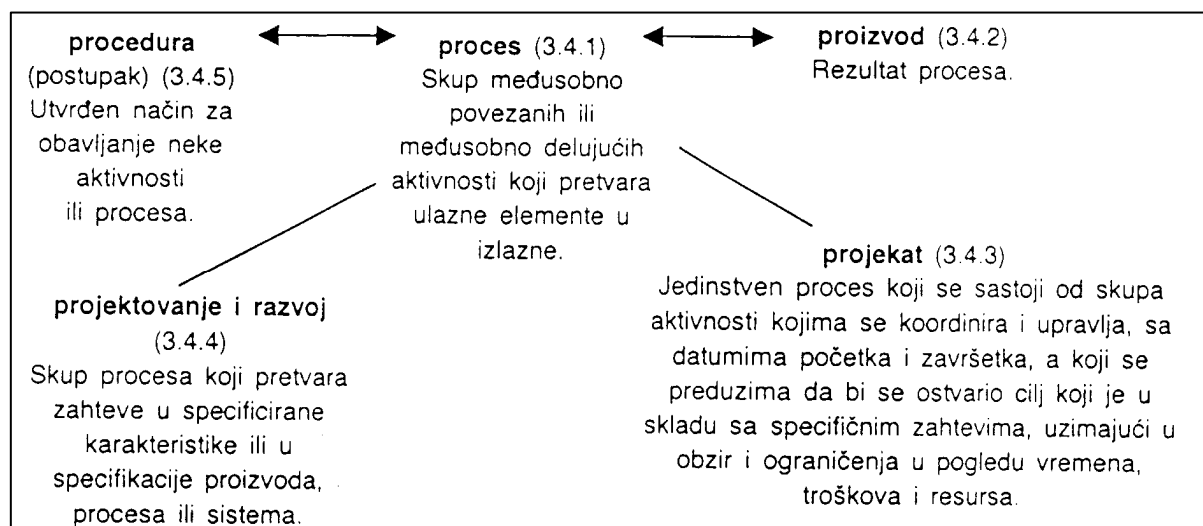 procedura
(postupak) (3.4.5)
Utvrđen način za
obavljanje neke
aktivnosti
ili procesa.
proces (3.4.1)
Skup međusobno
povezanih ili
međusobno delujućih
aktivnosti koji pretvara
ulazne elemente u
izlazne.
proizvod (3.4.2)
Rezultat procesa.
projektovanje i razvoj
(3.4.4)
Skup procesa koji pretvara
zahteve u specificirane
karakteristike ili u
specifikacije proizvoda,
procesa ili sistema.
projekat (3.4.3)
Jedinstven proces koji se sastoji od skupa
aktivnosti kojima se koordinira i upravlja, sa
datumima početka i završetka, a koji se
preduzima da bi se ostvario cilj koji je u
skladu sa specifičnim zahtevima, uzimajući u
obzir i ograničenja u pogledu vremena,
troškova i resursa.